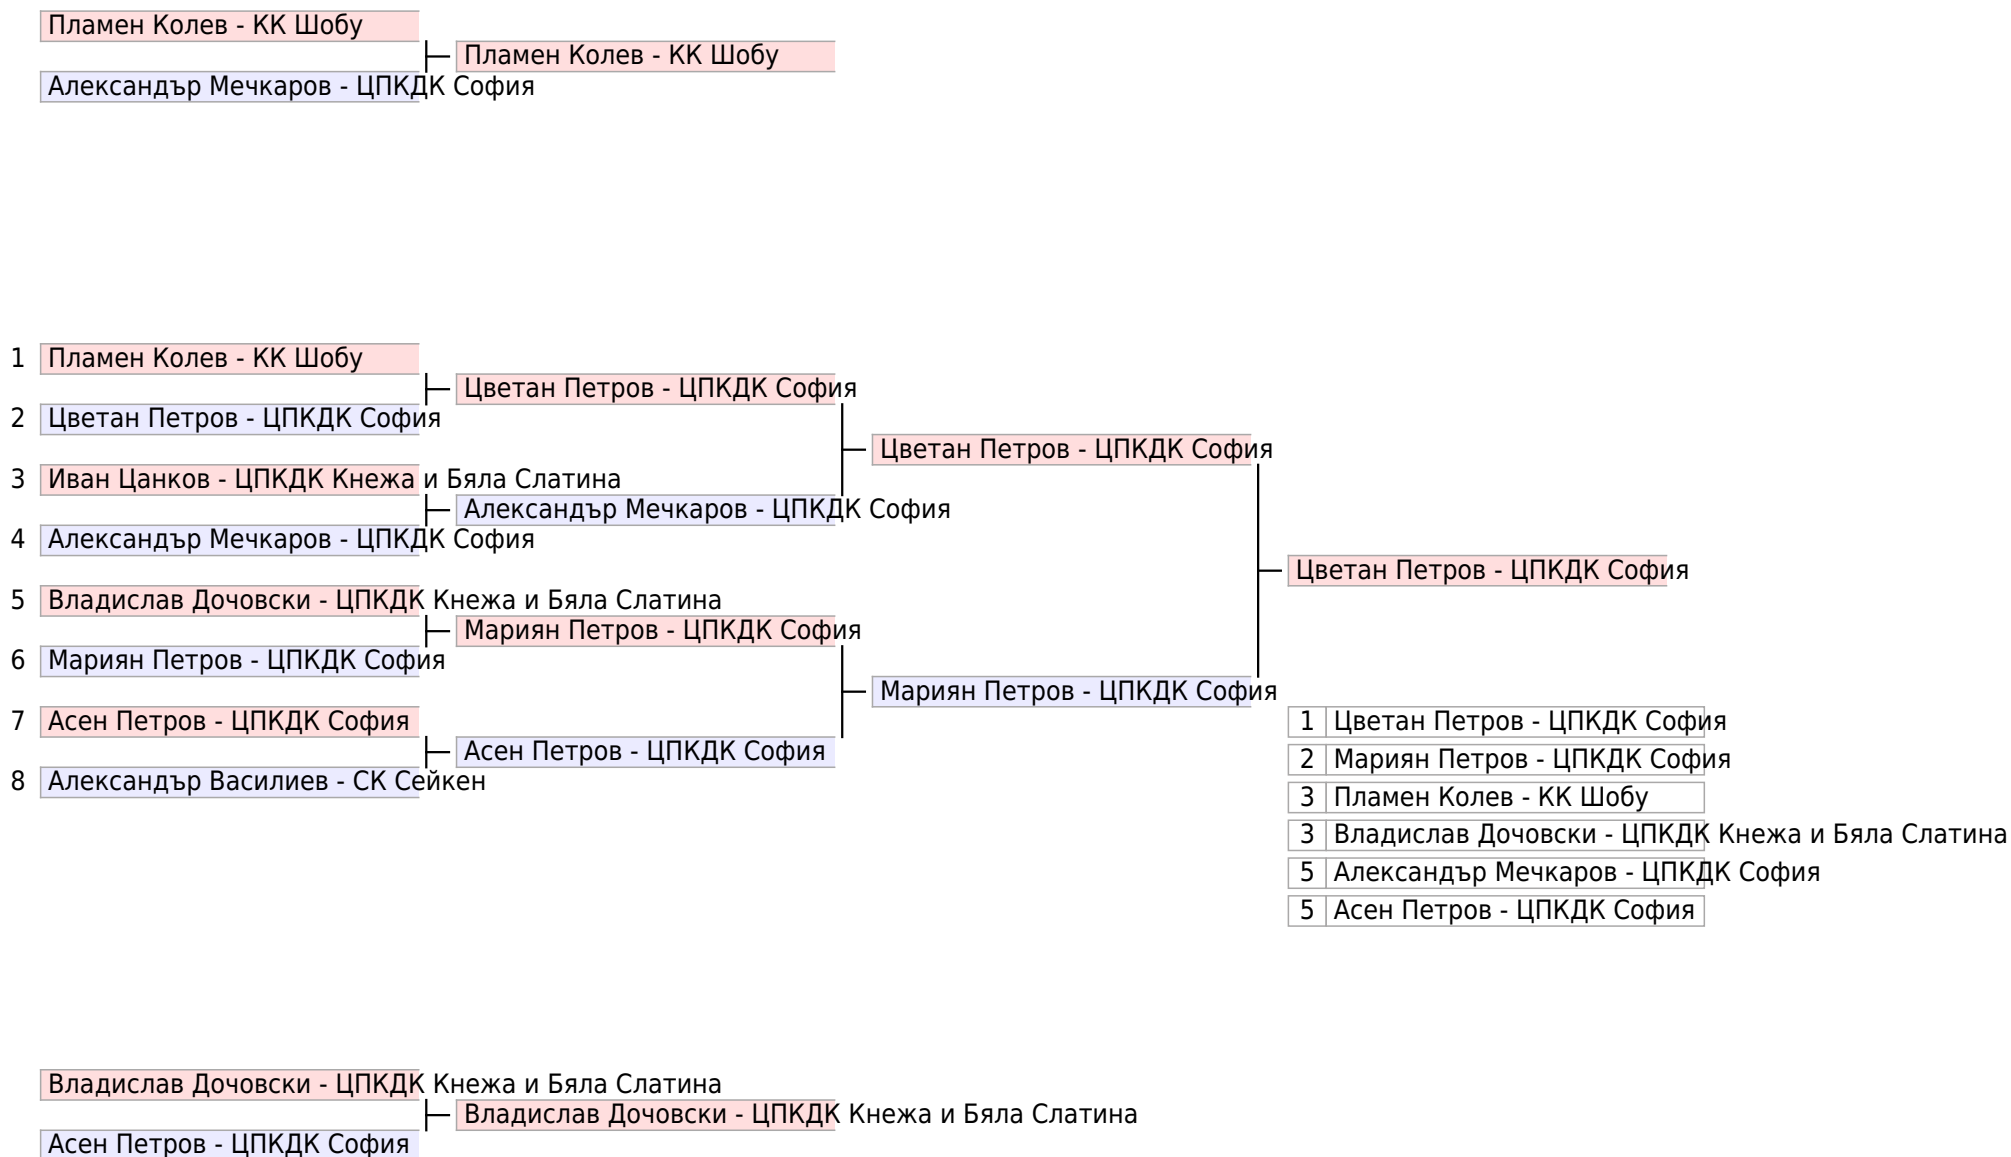 Пламен Колев - КК Шобу
Пламен Колев - КК Шобу
Александър Мечкаров - ЦПКДК София
1 Пламен Колев - КК Шобу
Цветан Петров - ЦПКДК София
2 Цветан Петров - ЦПКДК София
Цветан Петров - ЦПКДК София
3 Иван Цанков - ЦПКДК Кнежа и Бяла Слатина
Александър Мечкаров - ЦПКДК София
4 Александър Мечкаров - ЦПКДК София
Цветан Петров - ЦПКДК София
5 Владислав Дочовски - ЦПКДК Кнежа и Бяла Слатина
Мариян Петров - ЦПКДК София
6 Мариян Петров - ЦПКДК София
Мариян Петров - ЦПКДК София
7 Асен Петров - ЦПКДК София
Асен Петров - ЦПКДК София
8 Александър Василиев - СК Сейкен
1 Цветан Петров - ЦПКДК София
2 Мариян Петров - ЦПКДК София
3 Пламен Колев - КК Шобу
3 Владислав Дочовски - ЦПКДК Кнежа и Бяла Слатина
5 Александър Мечкаров - ЦПКДК София
5 Асен Петров - ЦПКДК София
Владислав Дочовски - ЦПКДК Кнежа и Бяла Слатина
Владислав Дочовски - ЦПКДК Кнежа и Бяла Слатина
Асен Петров - ЦПКДК София